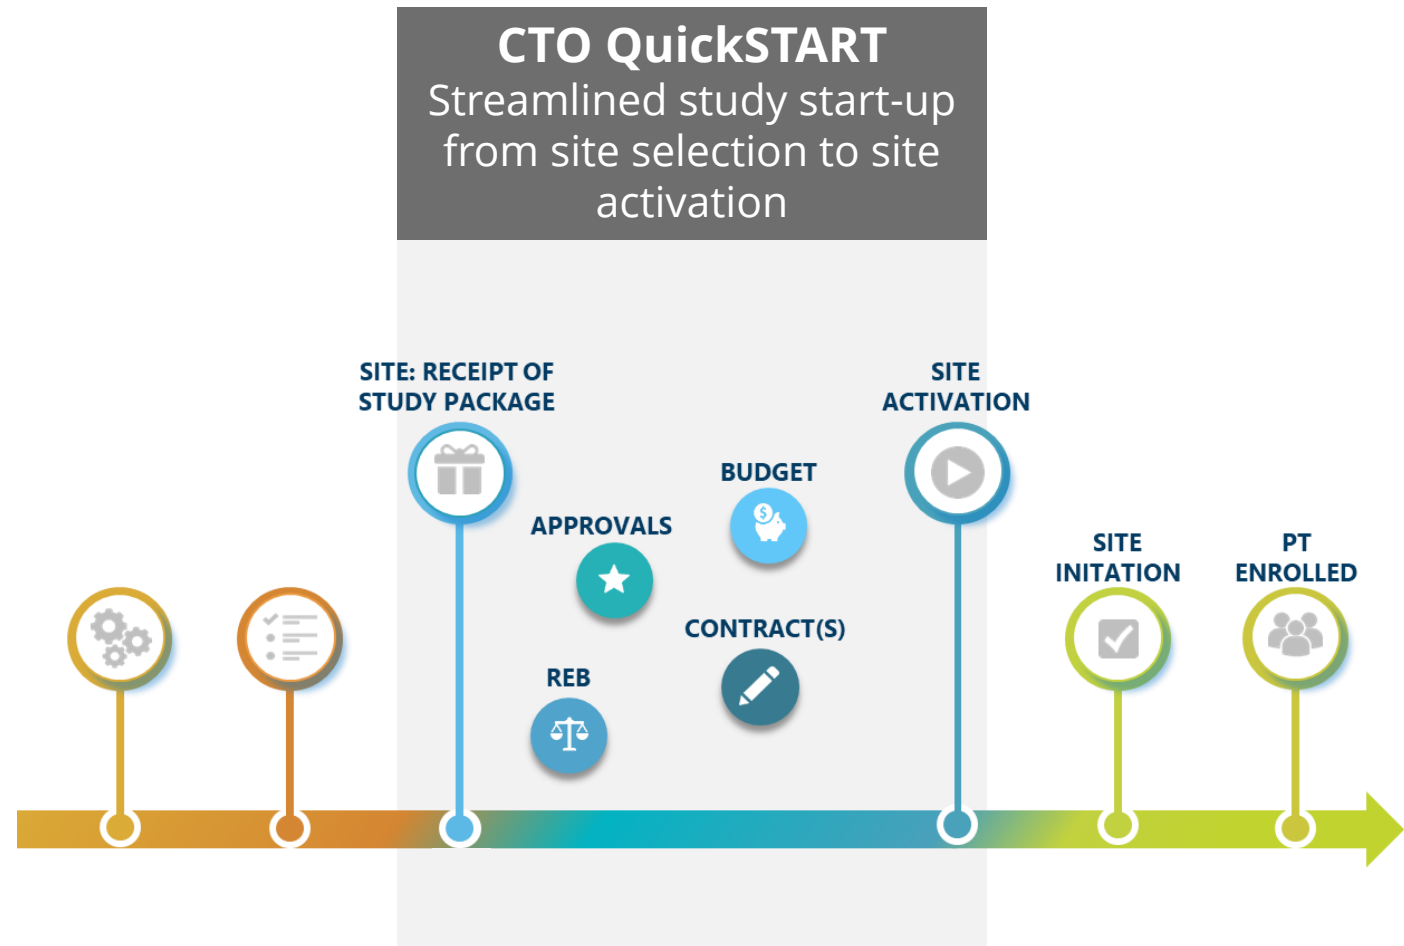 CTO QuickSTART
Streamlined study start-up
from site selection to site
activation
SITE: RECEIPT OF
STUDY PACKAGE
SITE
ACTIVATION
BUDGET
APPROVALS
CONTRACT(S)
REB
SITE
INITATION
PT
ENROLLED